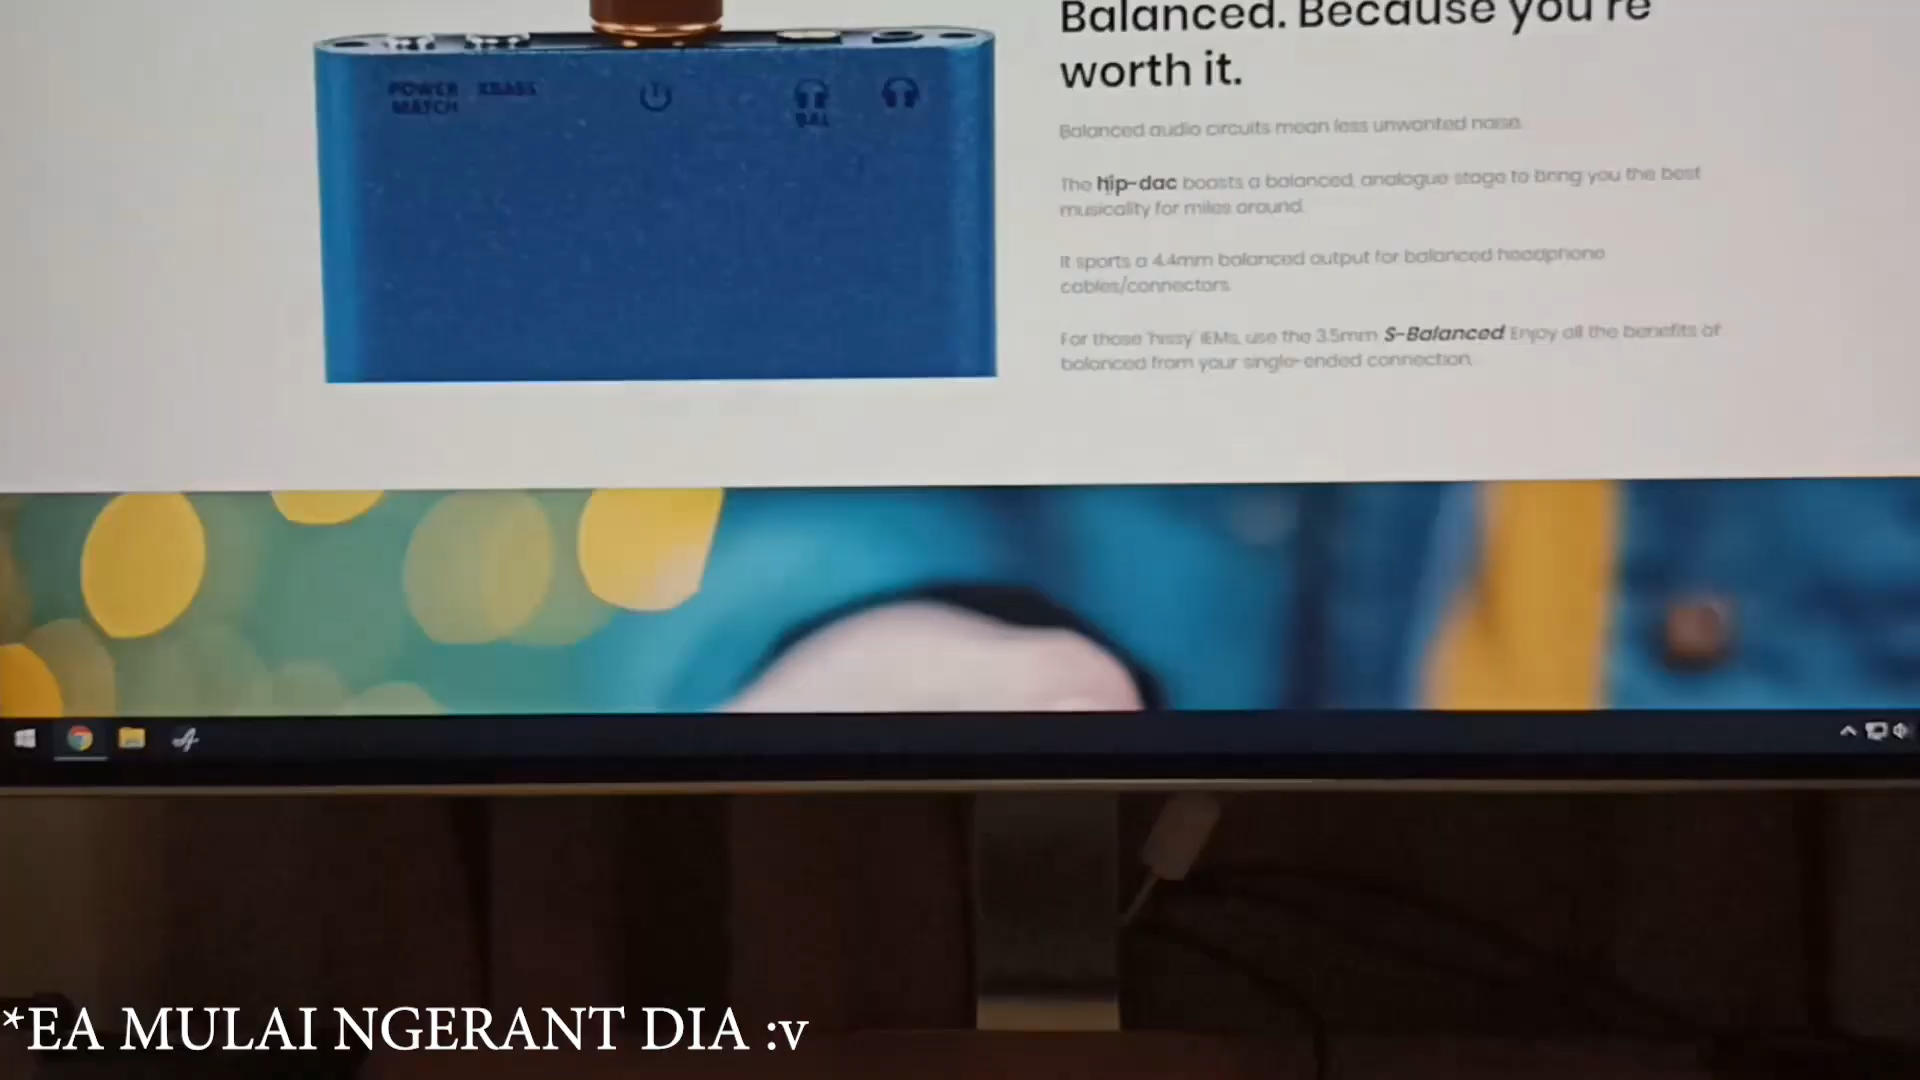 Balanced. Because you're
worth it.
POWER MATCH
XBASS
BAL
Balanced audio circuits mean less unwanted noise.
The hip-dac boasts a balanced, analogue stage to bring you the best
musicality for miles around.
It sports a 4.4mm balanced output for balanced headphone
cables/connectors.
For those 'hissy' IEMs, use the 3.5mm S-Balanced Enjoy all the benefits of
balanced from your single-ended connection.
*EA MULAI NGERANT DIA :v